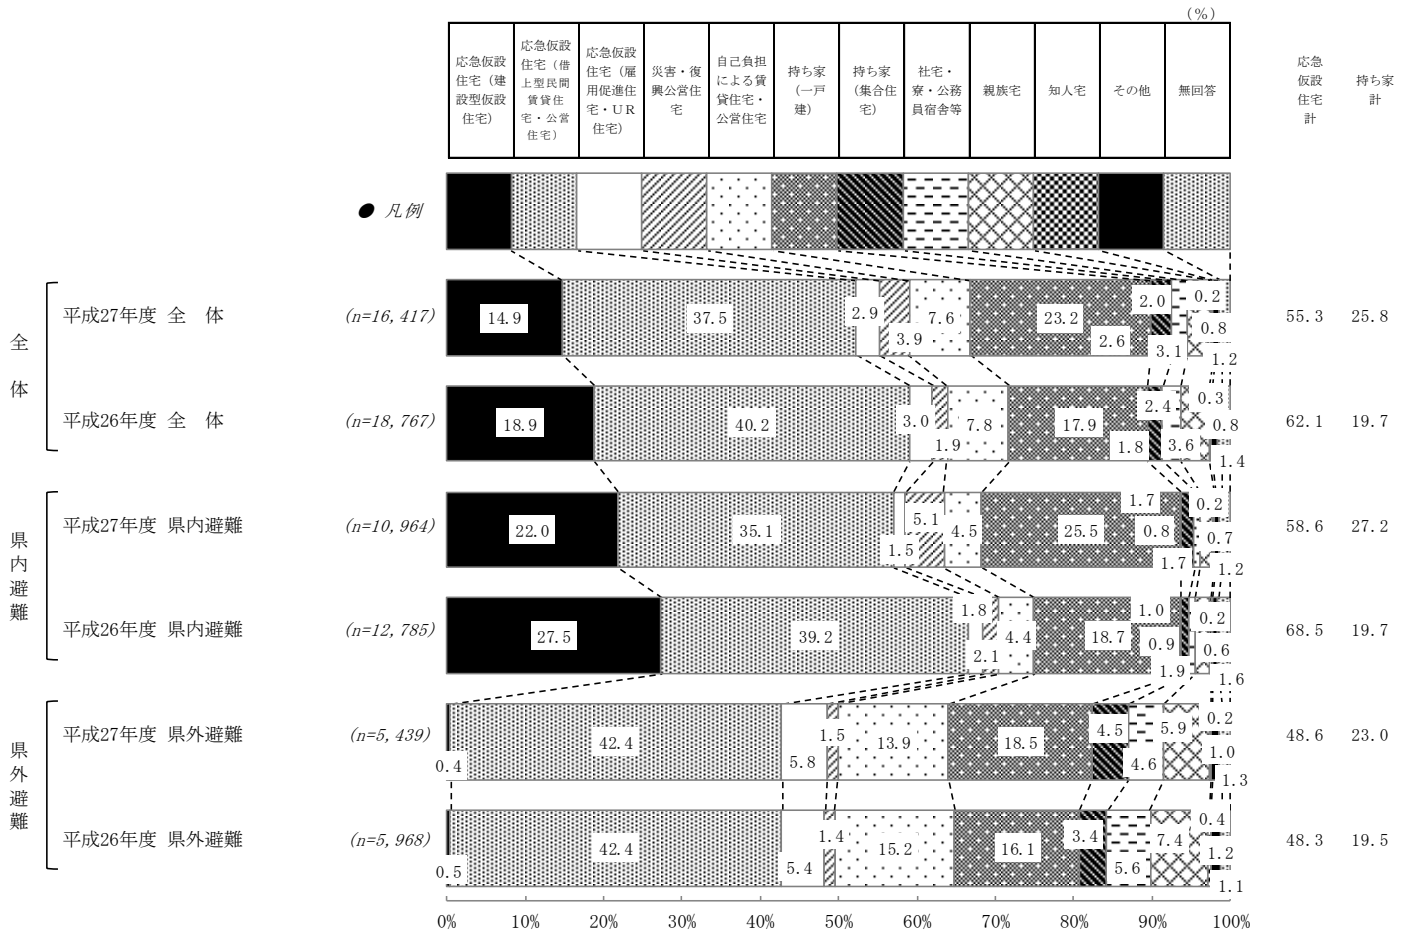 （％）
応急仮設住宅（建設型仮設住宅）
応急仮設住宅（借上型民間賃貸住宅・公営住宅）
応急仮設住宅（雇用促進住宅・ＵＲ住宅）
災害・復興公営住宅
自己負担による賃貸住宅・公営住宅
持ち家（一戸建）
持ち家（集合住宅）
社宅・寮・公務員宿舎等
親族宅
知人宅
その他
無回答
応急仮設住宅計
持ち家計
● 凡例
全体
平成27年度 全　体 (n=16,417) 14.9 37.5 2.9 3.9 7.6 23.2 2.6 2.0 3.1 0.2 0.8 1.2 55.3 25.8
平成26年度 全　体 (n=18,767) 18.9 40.2 3.0 1.9 7.8 17.9 1.8 2.4 3.6 0.3 0.8 1.4 62.1 19.7
県内避難
平成27年度 県内避難 (n=10,964) 22.0 35.1 1.5 5.1 4.5 25.5 1.7 0.8 1.7 0.2 0.7 1.2 58.6 27.2
平成26年度 県内避難 (n=12,785) 27.5 39.2 1.8 2.1 4.4 18.7 1.0 0.9 1.9 0.2 0.6 1.6 68.5 19.7
県外避難
平成27年度 県外避難 (n=5,439) 0.4 42.4 5.8 1.5 13.9 18.5 4.5 4.6 5.9 0.2 1.0 1.3 48.6 23.0
平成26年度 県外避難 (n=5,968) 0.5 42.4 5.4 1.4 15.2 16.1 3.4 5.6 7.4 0.4 1.2 1.1 48.3 19.5
0% 10% 20% 30% 40% 50% 60% 70% 80% 90% 100%